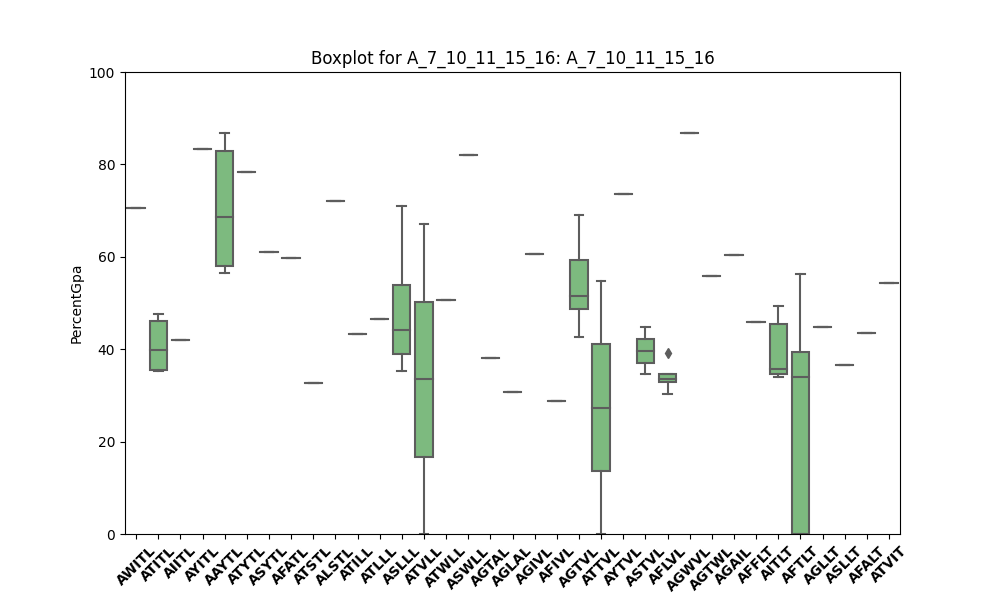 Boxplot for A_7_10_11_15_16: A_7_10_11_15_16
PercentGpa
100
80
60
40
20
0
AWITL
ATITL
AIITL
AYITL
AAYTL
ATYTL
ASYTL
AFATL
ATSTL
ALSTL
ATILL
ATLLL
ASLLL
ATVLL
ATWLL
ASWLL
AGTAL
AGLAL
AGIVL
AFIVL
AGTVL
ATTVL
AYTVL
ASTVL
AFLVL
AGWVL
AGTWL
AGAIL
AFFLT
AITLT
AFTLT
AGLLT
ASLLT
AFALT
ATVIT